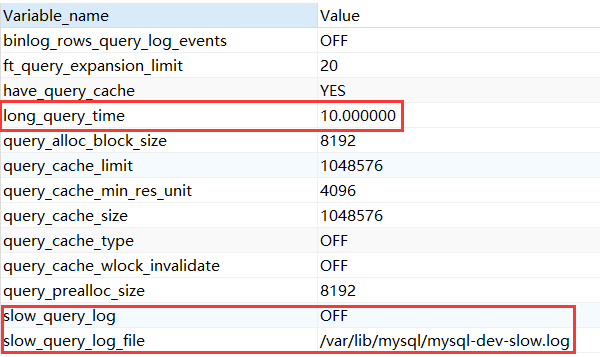 Variable_name Value
binlog_rows_query_log_events OFF
ft_query_expansion_limit 20
have_query_cache YES
long_query_time 10.000000
query_alloc_block_size 8192
query_cache_limit 1048576
query_cache_min_res_unit 4096
query_cache_size 1048576
query_cache_type OFF
query_cache_wlock_invalidate OFF
query_prealloc_size 8192
slow_query_log OFF
slow_query_log_file /var/lib/mysql/mysql-dev-slow.log